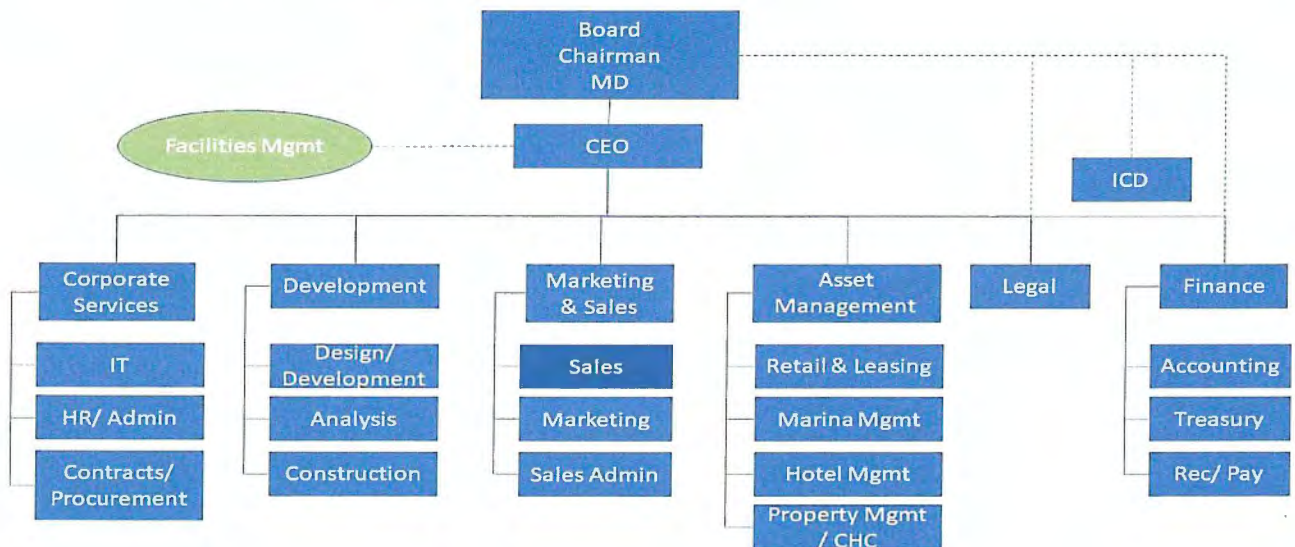 Board
Chairman
MD
Facilities Mgmt
CEO
ICD
Corporate
Services
Development
Marketing
& Sales
Asset
Management
Legal
Finance
IT
Design/
Development
Sales
Retail & Leasing
Accounting
HR/ Admin
Analysis
Marketing
Marina Mgmt
Treasury
Contracts/
Procurement
Construction
Sales Admin
Hotel Mgmt
Rec/ Pay
Property Mgmt
/ CHC